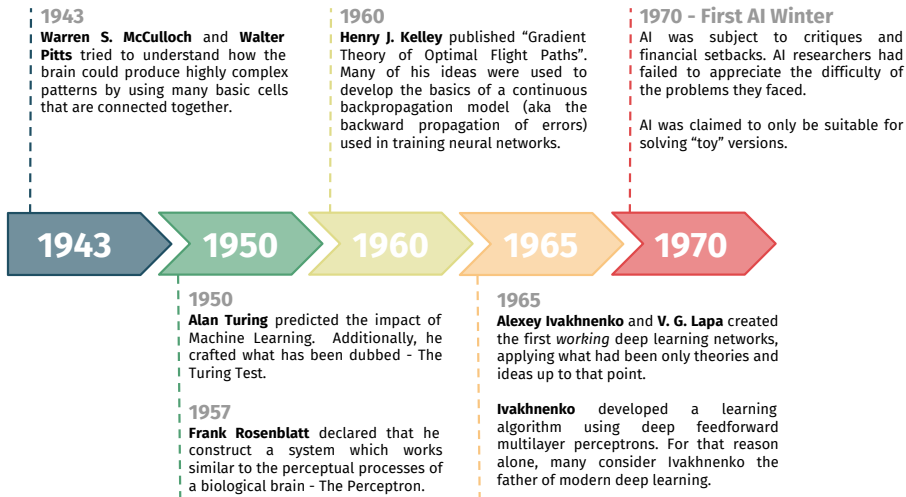 1943
Warren S. McCulloch and Walter
Pitts tried to understand how the
brain could produce highly complex
patterns by using many basic cells
that are connected together.
1960
Henry J. Kelley published “Gradient
Theory of Optimal Flight Paths”.
Many of his ideas were used to
develop the basics of a continuous
backpropagation model (aka the
backward propagation of errors)
used in training neural networks.
1970 - First AI Winter
AI was subject to critiques and
financial setbacks. AI researchers had
failed to appreciate the difficulty of
the problems they faced.
AI was claimed to only be suitable for
solving “toy” versions.
1943
1950
1960
1965
1970
1950
Alan Turing predicted the impact of
Machine Learning. Additionally, he
crafted what has been dubbed - The
Turing Test.
1957
Frank Rosenblatt declared that he
construct a system which works
similar to the perceptual processes of
a biological brain - The Perceptron.
1965
Alexey Ivakhnenko and V. G. Lapa created
the first working deep learning networks,
applying what had been only theories and
ideas up to that point.
Ivakhnenko developed a learning
algorithm using deep feedforward
multilayer perceptrons. For that reason
alone, many consider Ivakhnenko the
father of modern deep learning.